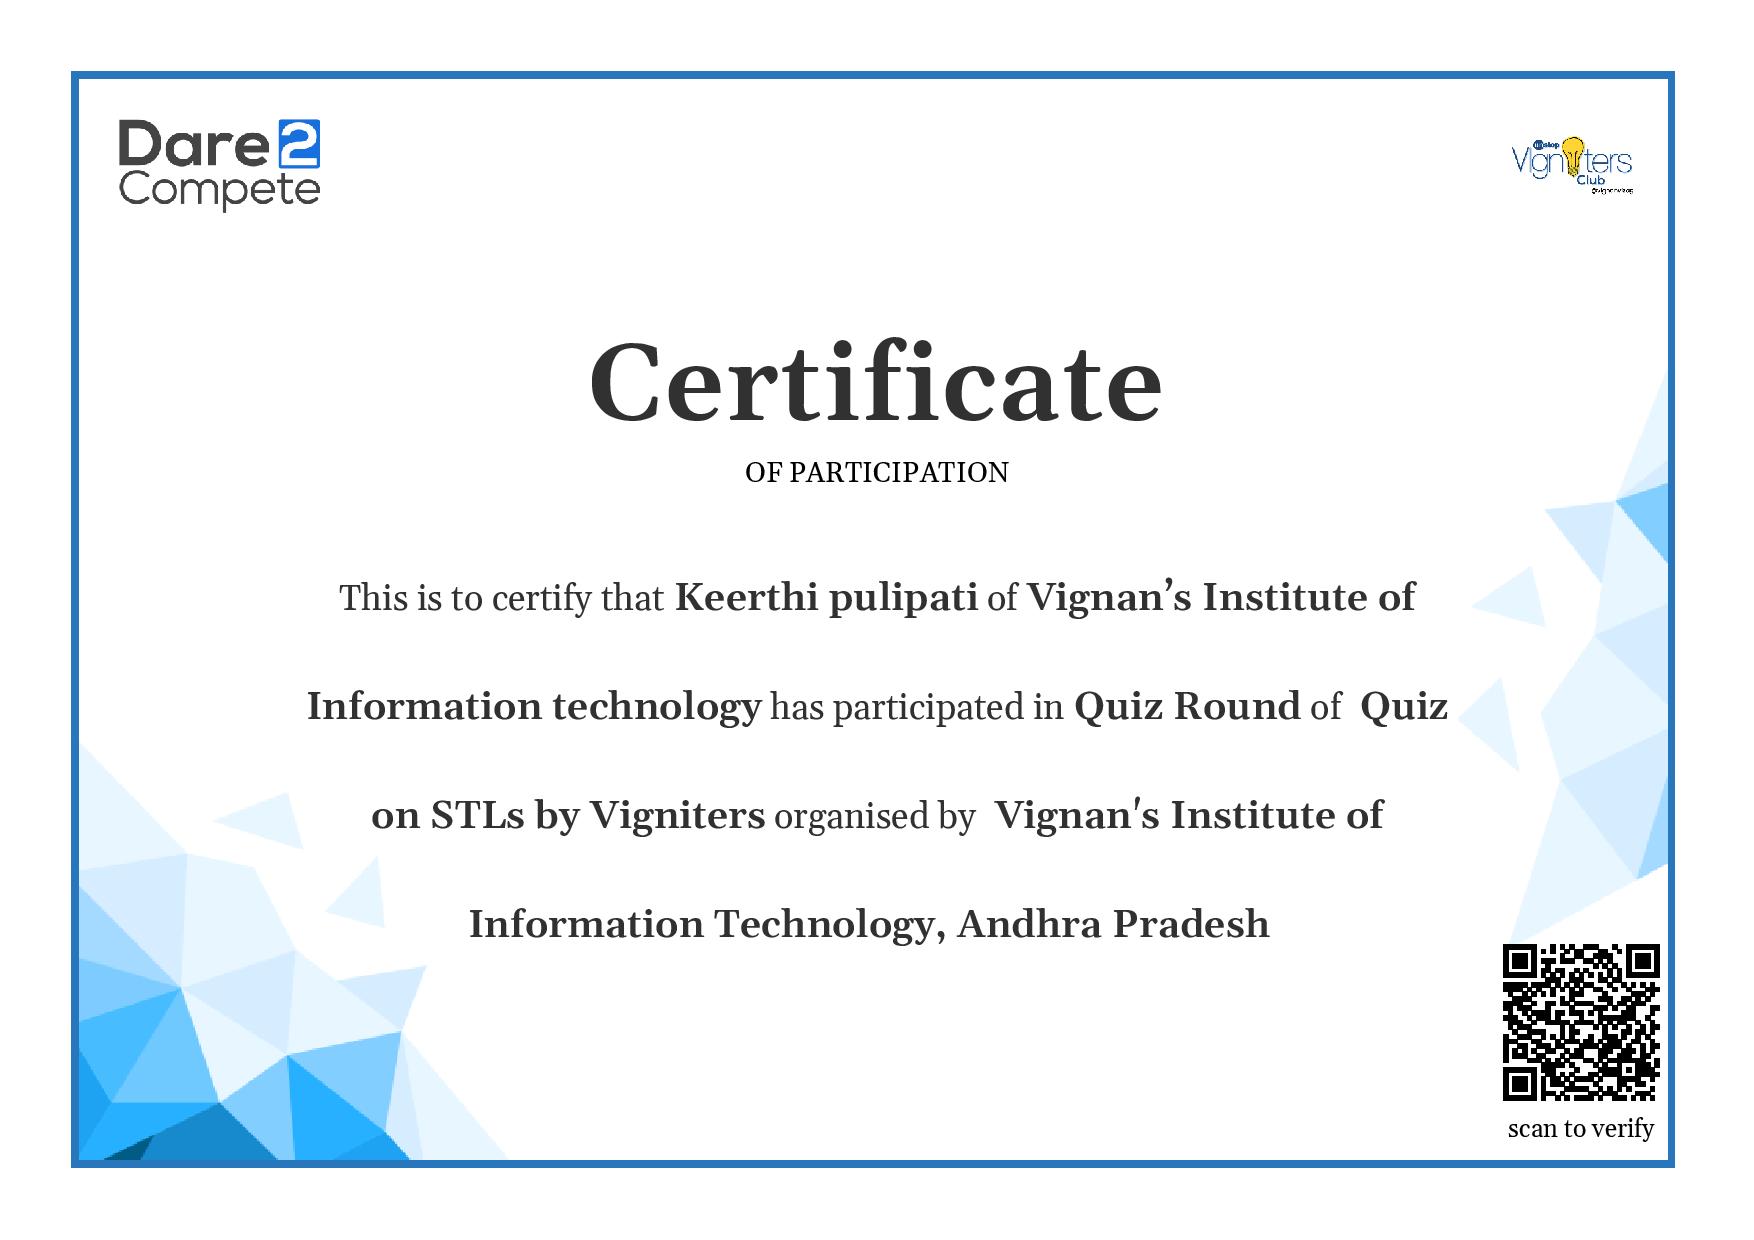 Dare2
Compete
Vigniters
Club
Certificate
OF PARTICIPATION
This is to certify that Keerthi pulipati of Vignan’s Institute of
Information technology has participated in Quiz Round of Quiz
on STLs by Vigniters organised by Vignan's Institute of
Information Technology, Andhra Pradesh
scan to verify